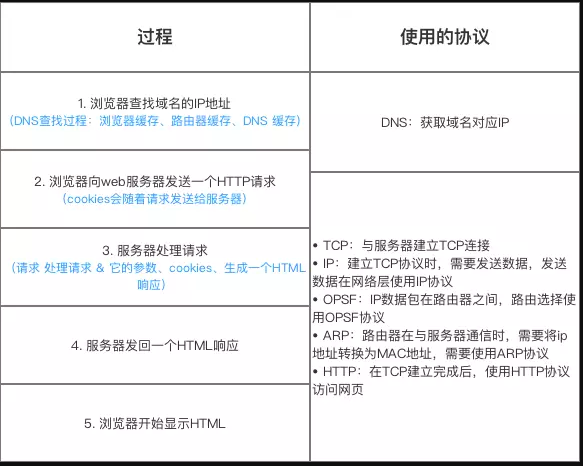 过程
使用的协议
1. 浏览器查找域名的IP地址
（DNS查找过程：浏览器缓存、路由器缓存、DNS 缓存）
DNS：获取域名对应IP
2. 浏览器向web服务器发送一个HTTP请求
（cookies会随着请求发送给服务器）
3. 服务器处理请求
（请求 处理请求 & 它的参数、cookies、生成一个HTML
响应）
4. 服务器发回一个HTML响应
5. 浏览器开始显示HTML
• TCP：与服务器建立TCP连接
• IP：建立TCP协议时，需要发送数据，发送
数据在网络层使用IP协议
• OPSF：IP数据包在路由器之间，路由选择使
用OPSF协议
• ARP：路由器在与服务器通信时，需要将ip
地址转换为MAC地址，需要使用ARP协议
• HTTP：在TCP建立完成后，使用HTTP协议
访问网页